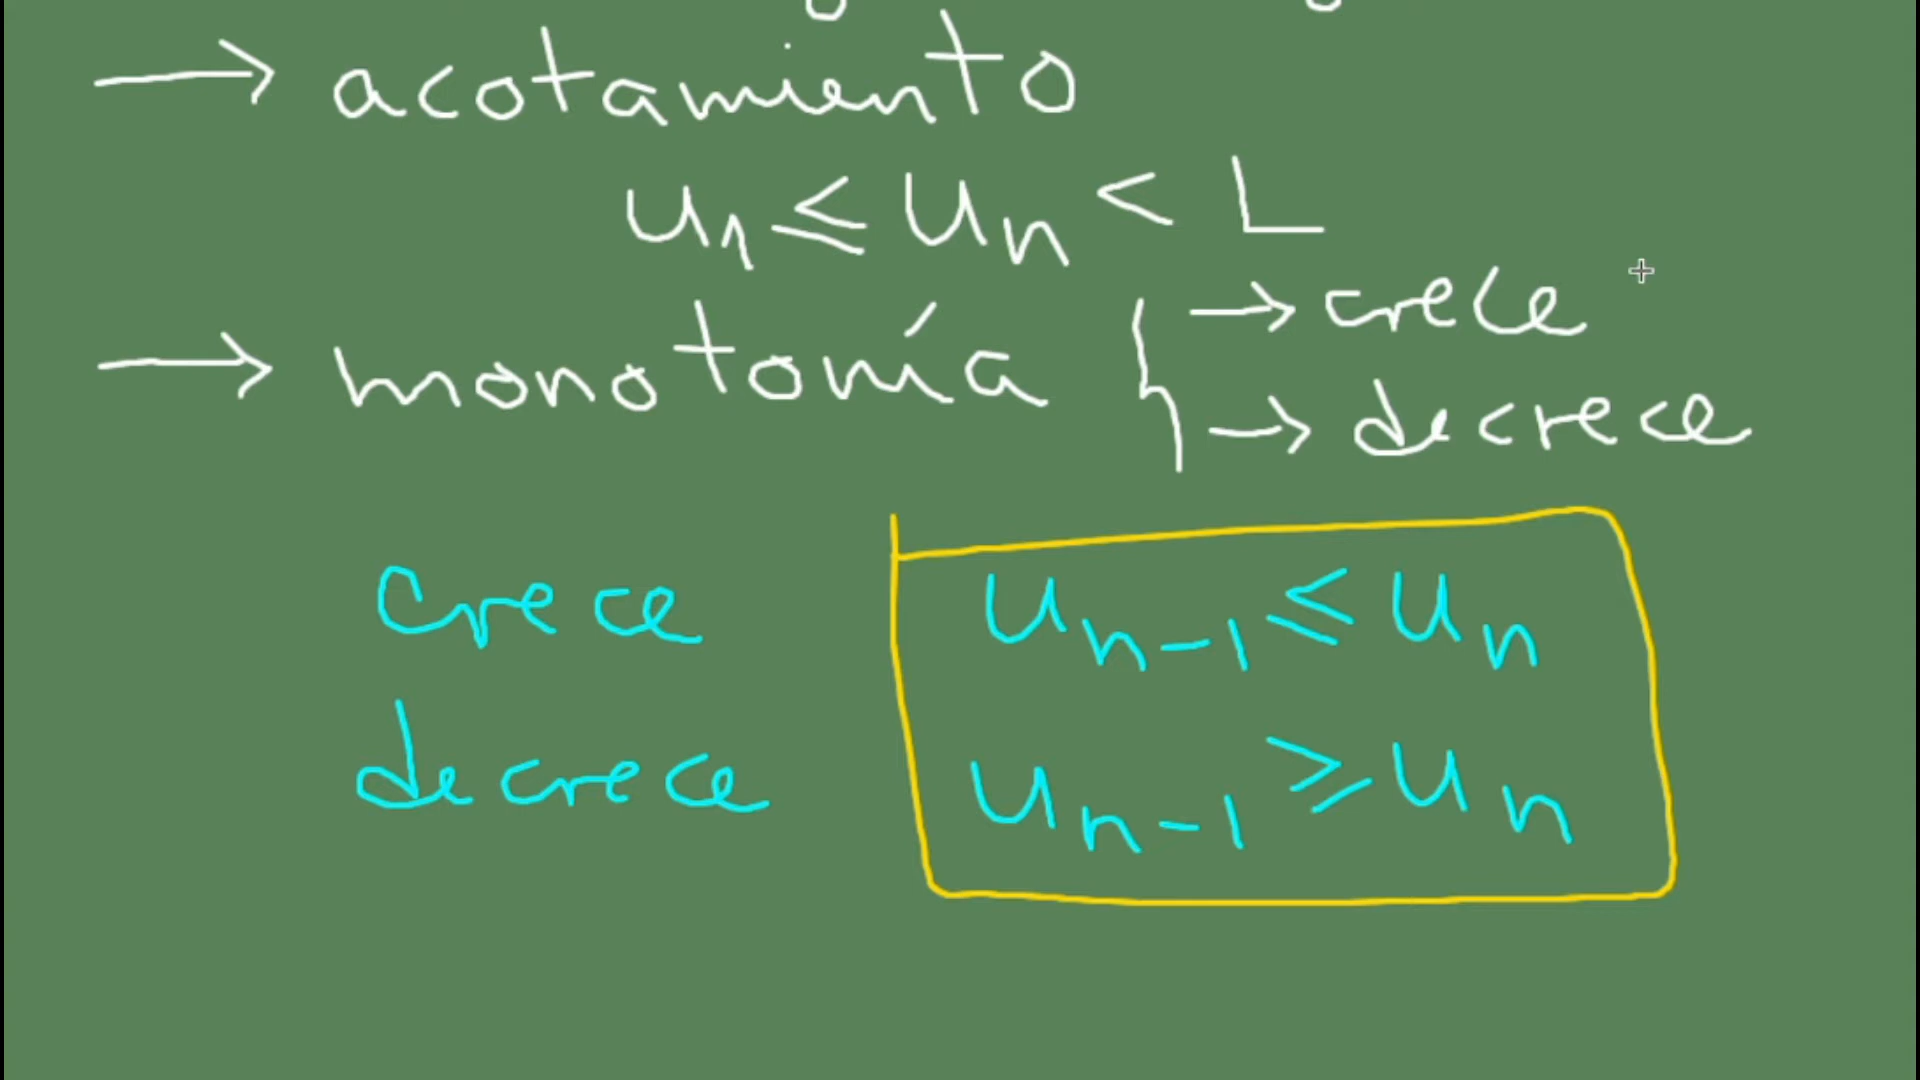 → acotamiento
u₁ ≤ uₙ < L
→ monotonía { → crece
→ decrece
crece uₙ₋₁ ≤ uₙ
decrece uₙ₋₁ ≥ uₙ